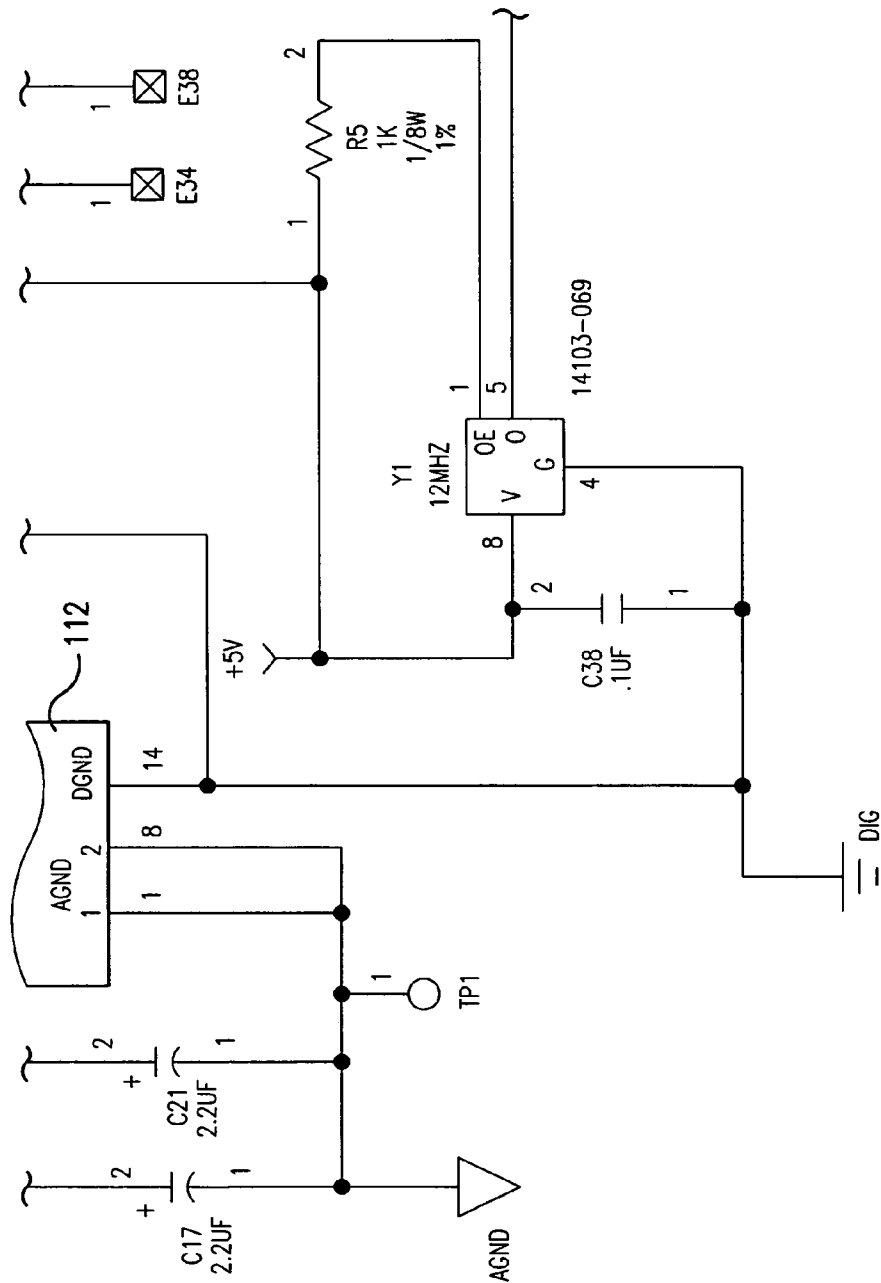 2
R5
1K
1/8W
1%
1
1
E38
1
E34
14103-069
1
5
OE
O
Y1
12MHZ
V
G
4
8
2
1
C38
.1UF
+5V
112
DGND
14
AGND
2
8
1
1
DIG
1
TP1
2
+
C21
2.2UF
1
2
+
C17
2.2UF
1
AGND